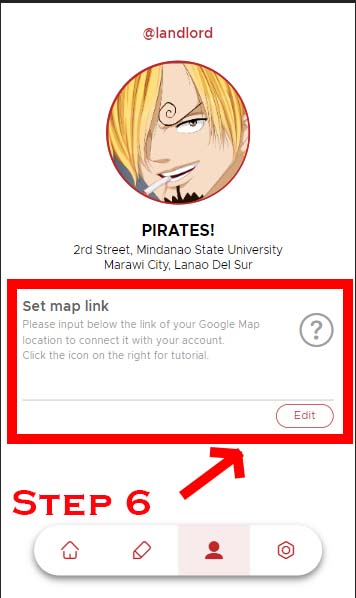 @landlord
PIRATES!
2rd Street, Mindanao State University
Marawi City, Lanao Del Sur
Set map link
Please input below the link of your Google Map
location to connect it with your account.
Click the icon on the right for tutorial.
?
Edit
STEP 6